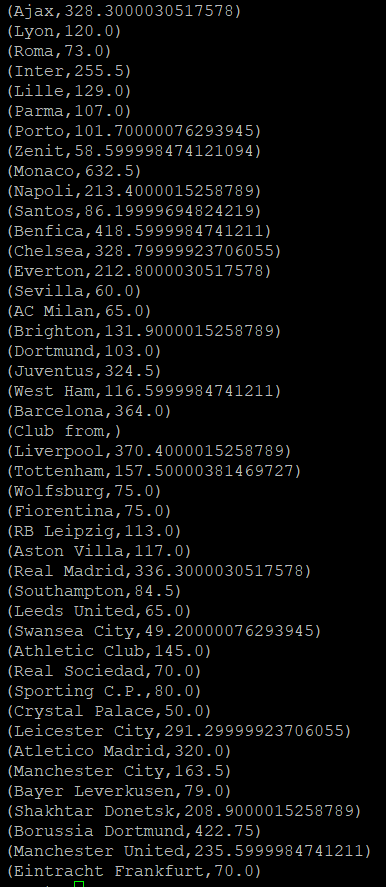 (Ajax,328.3000030517578)
(Lyon,120.0)
(Roma,73.0)
(Inter,255.5)
(Lille,129.0)
(Parma,107.0)
(Porto,101.70000076293945)
(Zenit,58.599998474121094)
(Monaco,632.5)
(Napoli,213.4000015258789)
(Santos,86.19999694824219)
(Benfica,418.5999984741211)
(Chelsea,328.79999923706055)
(Everton,212.8000030517578)
(Sevilla,60.0)
(AC Milan,65.0)
(Brighton,131.9000015258789)
(Dortmund,103.0)
(Juventus,324.5)
(West Ham,116.5999984741211)
(Barcelona,364.0)
(Club from,)
(Liverpool,370.4000015258789)
(Tottenham,157.50000381469727)
(Wolfsburg,75.0)
(Fiorentina,75.0)
(RB Leipzig,113.0)
(Aston Villa,117.0)
(Real Madrid,336.3000030517578)
(Southampton,84.5)
(Leeds United,65.0)
(Swansea City,49.20000076293945)
(Athletic Club,145.0)
(Real Sociedad,70.0)
(Sporting C.P.,80.0)
(Crystal Palace,50.0)
(Leicester City,291.29999923706055)
(Atletico Madrid,320.0)
(Manchester City,163.5)
(Bayer Leverkusen,79.0)
(Shakhtar Donetsk,208.9000015258789)
(Borussia Dortmund,422.75)
(Manchester United,235.5999984741211)
(Eintracht Frankfurt,70.0)